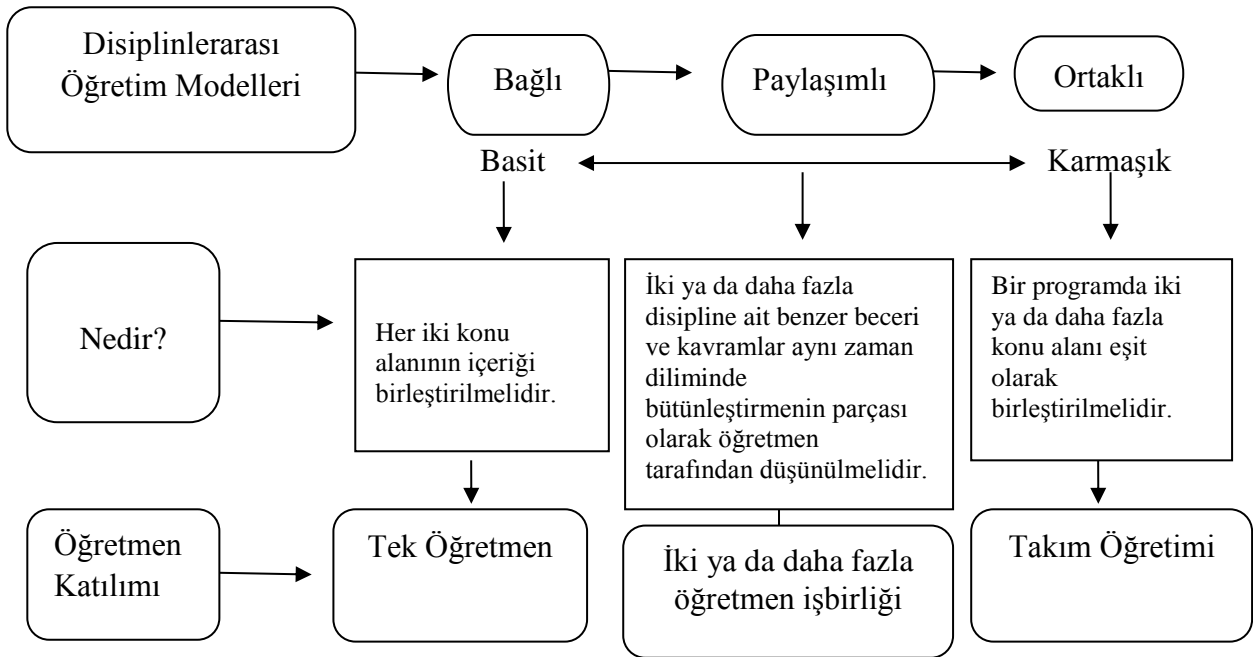 Disiplinlerarası
Öğretim Modelleri
Bağlı
Paylaşımlı
Ortaklı
Basit
Karmaşık
Nedir?
Her iki konu
alanının içeriği
birleştirilmelidir.
İki ya da daha fazla
disipline ait benzer beceri
ve kavramlar aynı zaman
diliminde
bütünleştirmenin parçası
olarak öğretmen
tarafından düşünülmelidir.
Bir programda iki
ya da daha fazla
konu alanı eşit
olarak
birleştirilmelidir.
Öğretmen
Katılımı
Tek Öğretmen
İki ya da daha fazla
öğretmen işbirliği
Takım Öğretimi